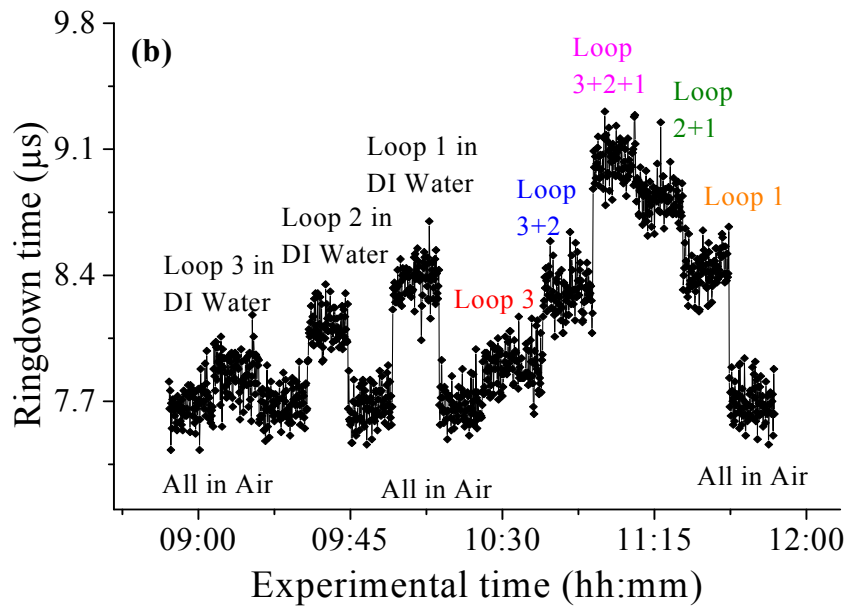 (b)
9.8
9.1
8.4
7.7
Ringdown time (μs)
Loop 3 in
DI Water
Loop 2 in
DI Water
Loop 1 in
DI Water
Loop 3
Loop
3+2
Loop
3+2+1
Loop
2+1
Loop 1
All in Air
All in Air
All in Air
09:00
09:45
10:30
11:15
12:00
Experimental time (hh:mm)